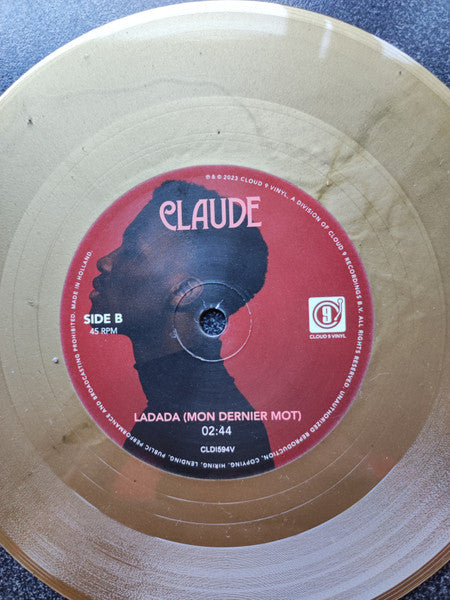 CLAUDE
SIDE B
45 RPM
9
CLOUD 9 VINYL
LADADA (MON DERNIER MOT)
02:44
CLDI594V
℗ & © 2023 CLOUD 9 VINYL, A DIVISION OF CLOUD 9 RECORDINGS B.V. ALL RIGHTS RESERVED. UNAUTHORIZED REPRODUCTION, COPYING, HIRING, LENDING, PUBLIC PERFORMANCE AND BROADCASTING PROHIBITED. MADE IN HOLLAND.